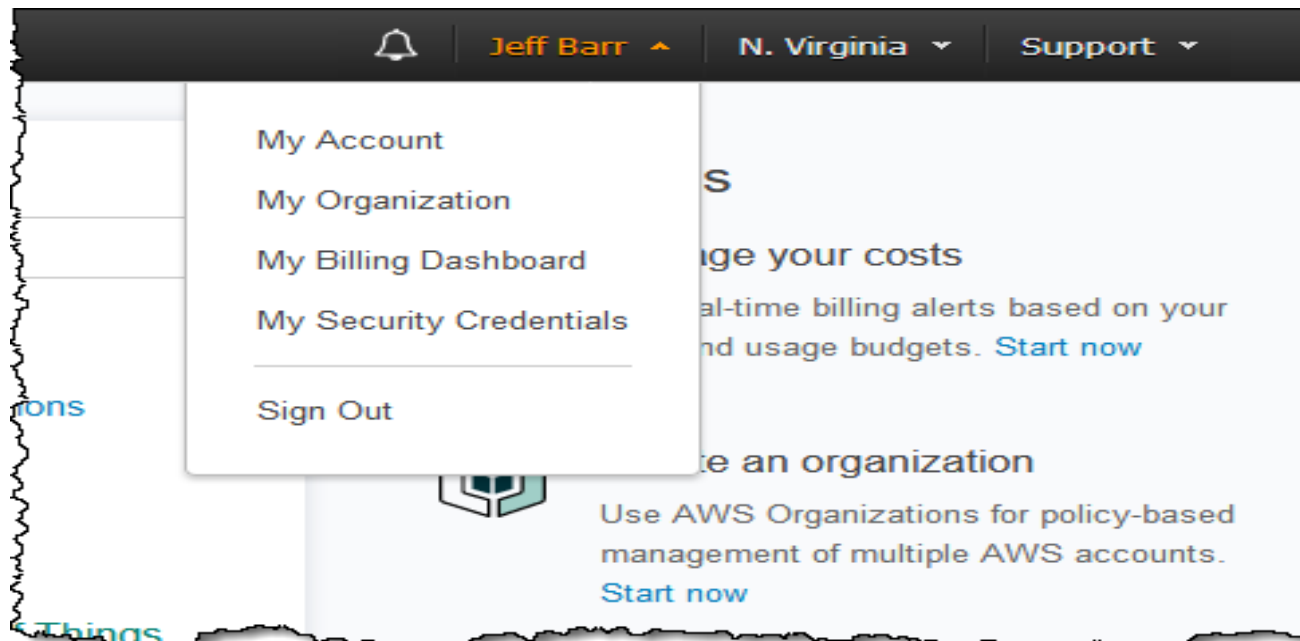 Jeff Barr
N. Virginia
Support
My Account
My Organization
My Billing Dashboard
My Security Credentials
Sign Out
s
ge your costs
al-time billing alerts based on your
nd usage budgets. Start now
ions
te an organization
Use AWS Organizations for policy-based
management of multiple AWS accounts.
Start now
Things